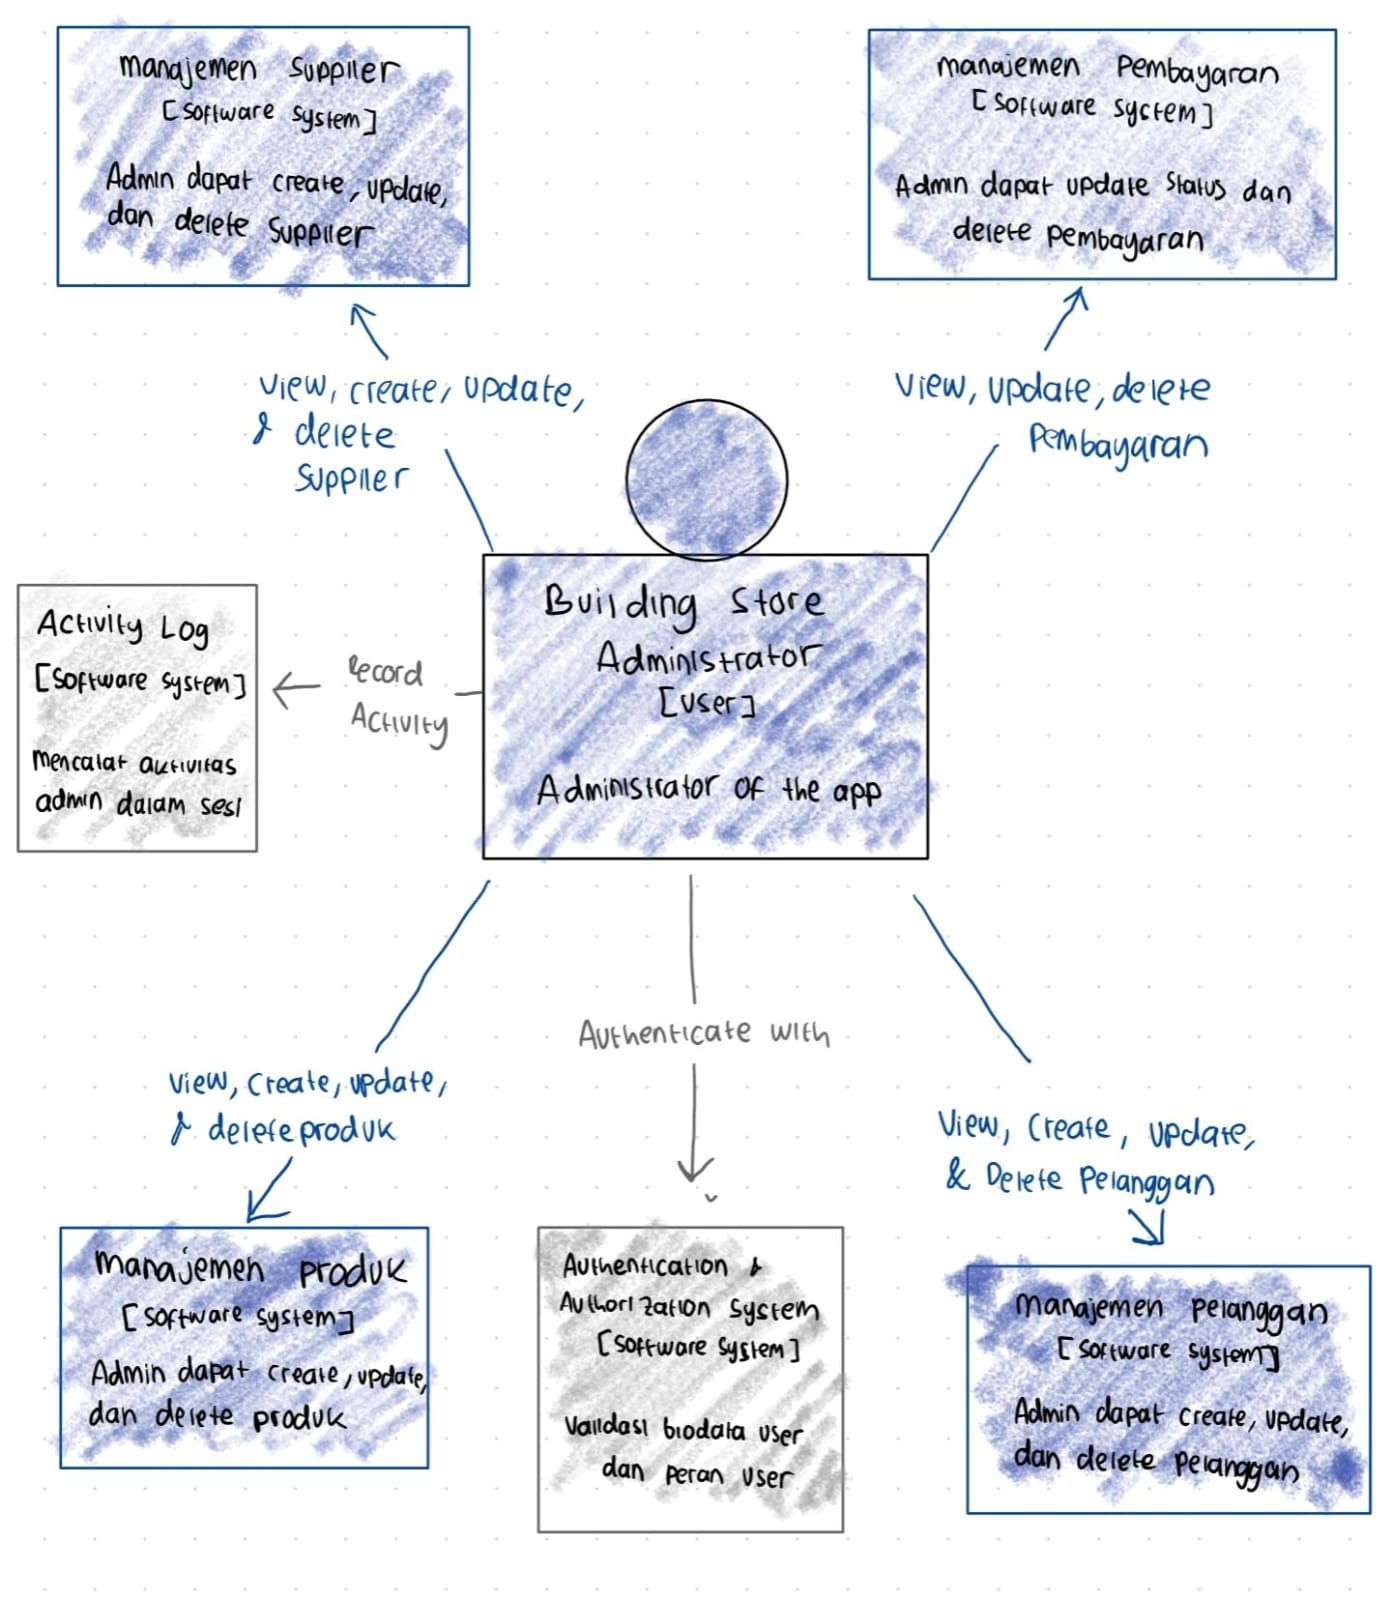 Manajemen Supplier
[Software System]
Admin dapat create, update,
dan delete Supplier
Manajemen Pembayaran
[Software System]
Admin dapat update status dan
delete pembayaran
View, create, update,
& delete
Supplier
View, update, delete
Pembayaran
Building Store
Administrator
[User]
Administrator of the app
Activity Log
[Software System]
Mencatat aktivitas
admin dalam sesi
Record
Activity
Authenticate with
View, Create, update,
& delete produk
View, Create, update,
& Delete Pelanggan
Manajemen produk
[Software System]
Admin dapat create, update,
dan delete produk
Authentication &
Authorization System
[Software System]
Validasi biodata user
dan peran user
Manajemen pelanggan
[Software System]
Admin dapat create, update,
dan delete pelanggan